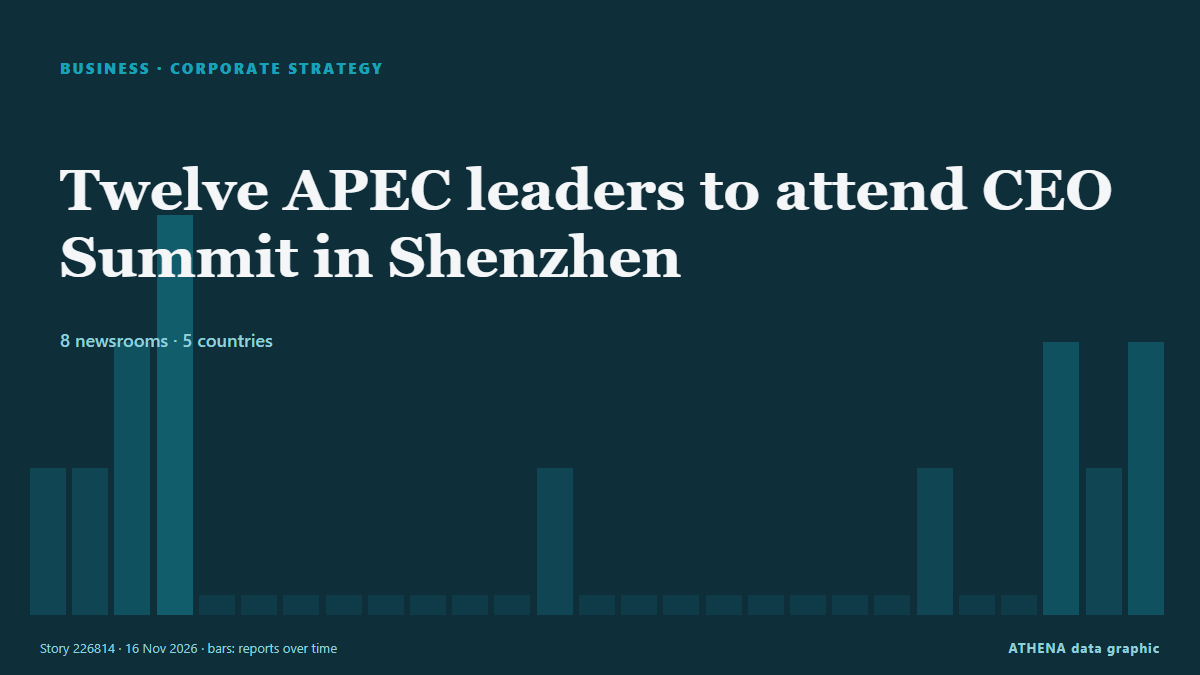 BUSINESS · CORPORATE STRATEGY
Twelve APEC leaders to attend CEO
Summit in Shenzhen
8 newsrooms · 5 countries
Story 226814 · 16 Nov 2026 · bars: reports over time
ATHENA data graphic